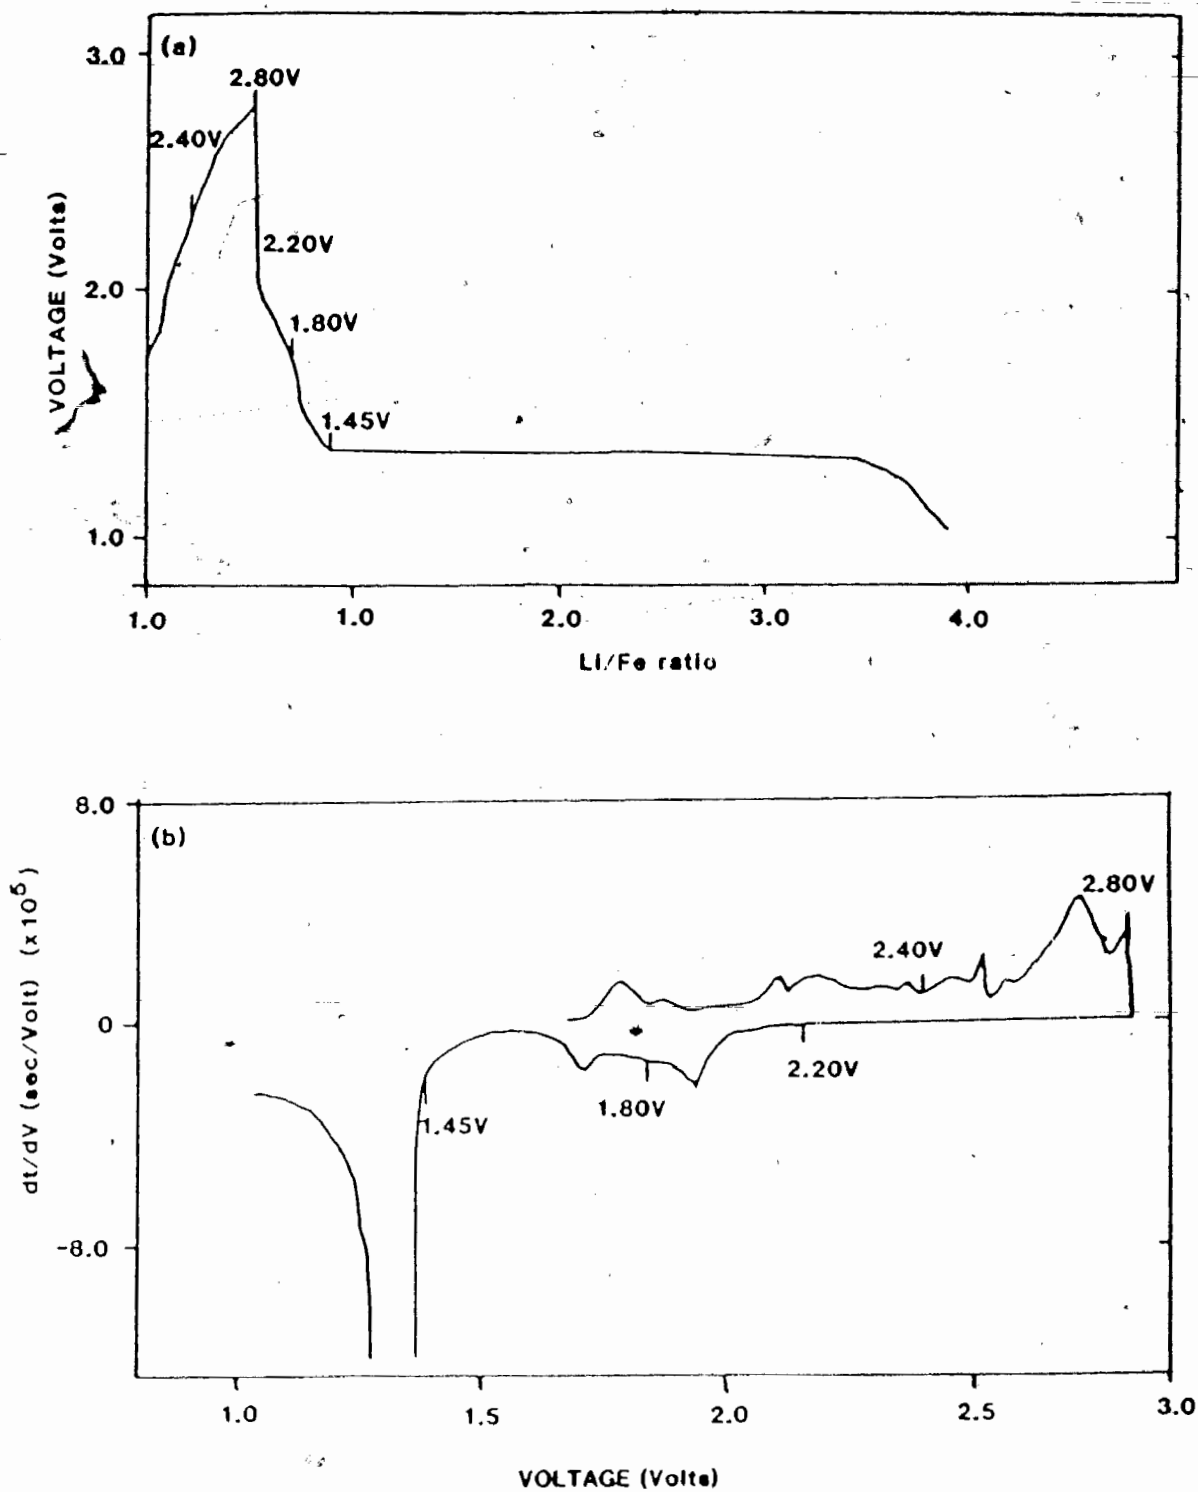 (a)
3.0
2.80V
2.40V
2.20V
2.0
1.80V
1.45V
1.0
VOLTAGE (Volts)
1.0 1.0 2.0 3.0 4.0
Li/Fe ratio
8.0
(b)
2.80V
2.40V
0
2.20V
1.80V
1.45V
-8.0
dt/dV (sec/Volt) (x10⁵)
1.0 1.5 2.0 2.5 3.0
VOLTAGE (Volts)